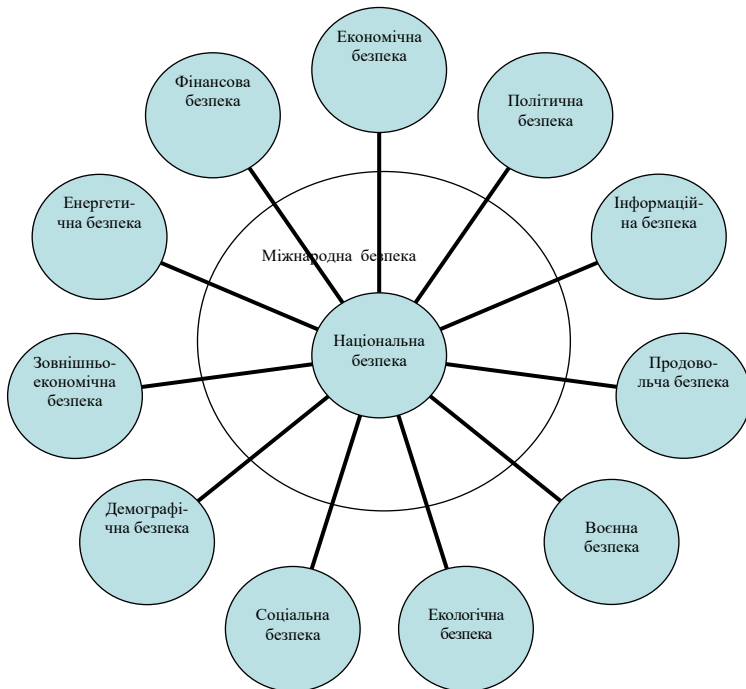 Економічна
безпека
Фінансова
безпека
Політична
безпека
Енергети-
чна безпека
Інформацій-
на безпека
Міжнародна безпека
Національна
безпека
Зовнішньо-
економічна
безпека
Продово-
льча безпека
Демографі-
чна безпека
Воєнна
безпека
Соціальна
безпека
Екологічна
безпека